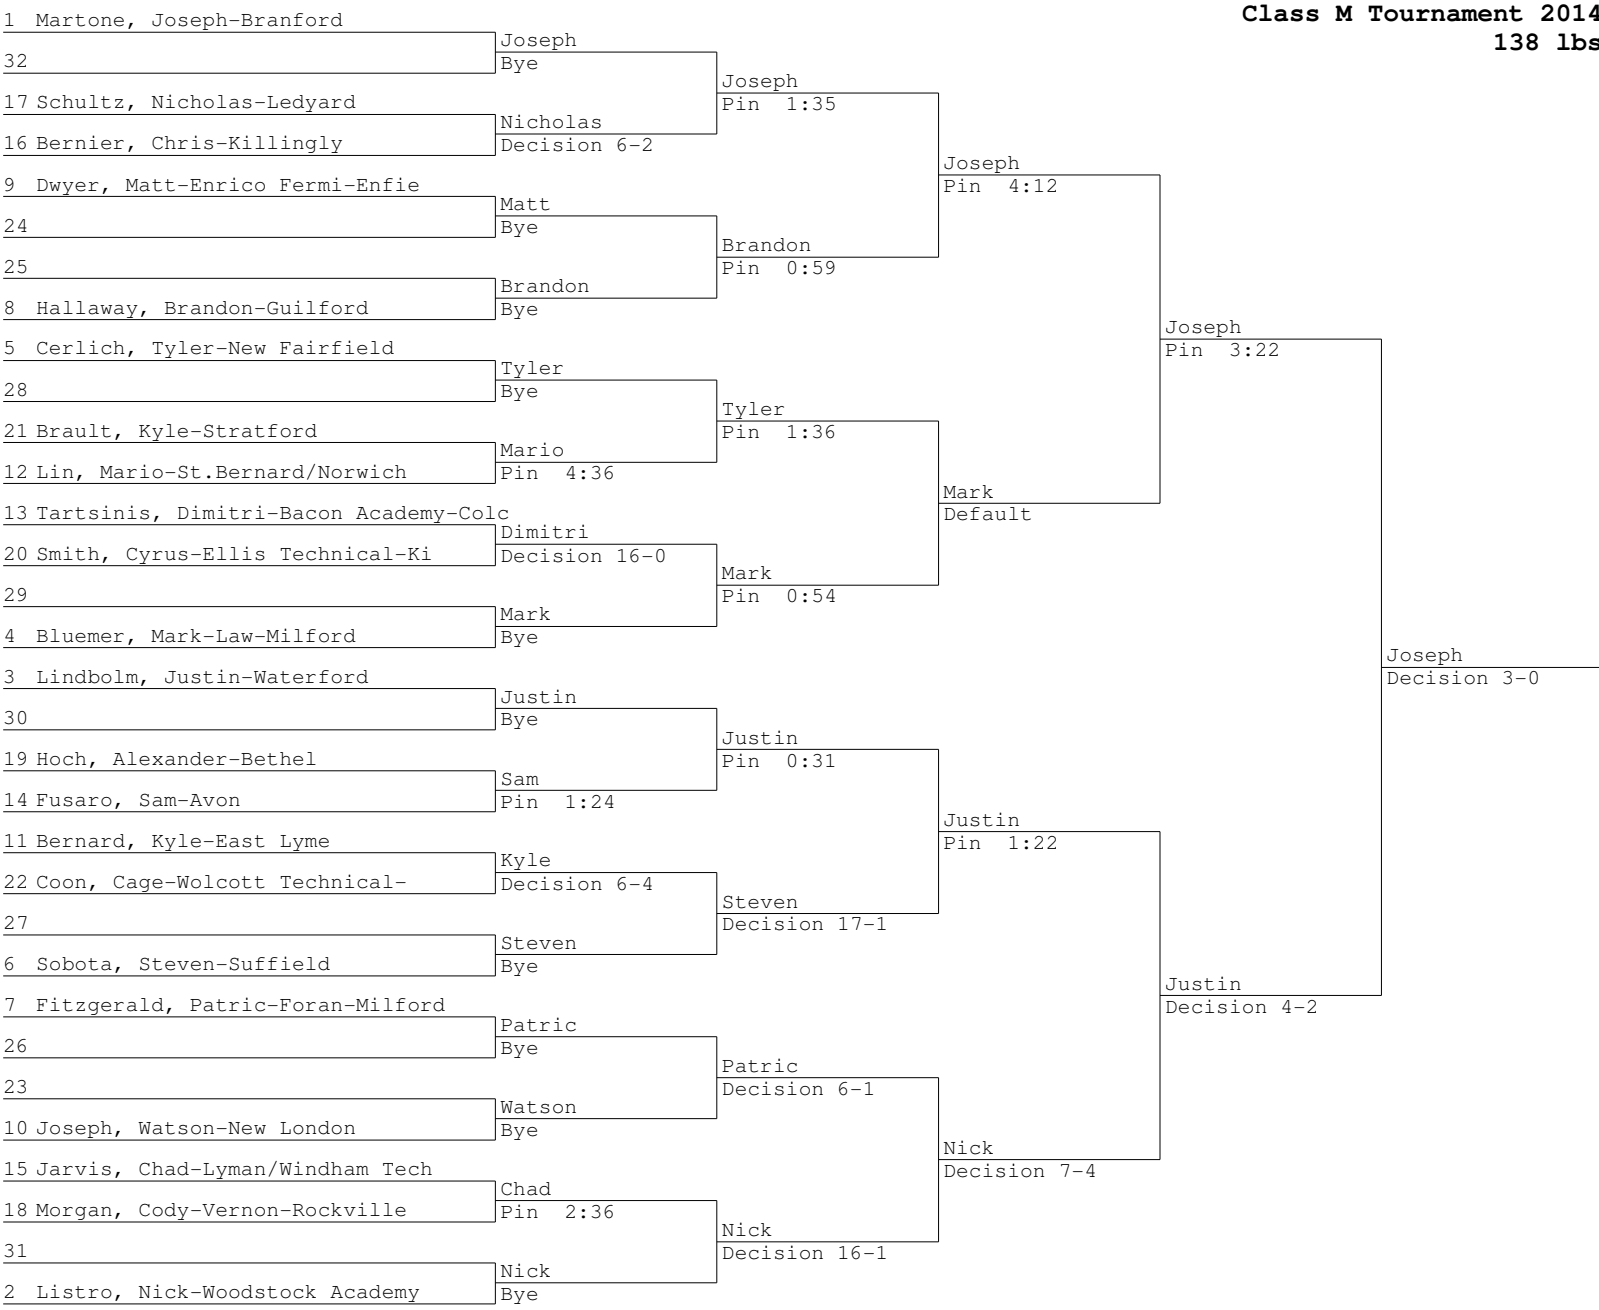 Class M Tournament 2014
138 lbs
1 Martone, Joseph-Branford
32
17 Schultz, Nicholas-Ledyard
16 Bernier, Chris-Killingly
9 Dwyer, Matt-Enrico Fermi-Enfie
24
25
8 Hallaway, Brandon-Guilford
5 Cerlich, Tyler-New Fairfield
28
21 Brault, Kyle-Stratford
12 Lin, Mario-St.Bernard/Norwich
13 Tartsinis, Dimitri-Bacon Academy-Colc
20 Smith, Cyrus-Ellis Technical-Ki
29
4 Bluemer, Mark-Law-Milford
3 Lindbolm, Justin-Waterford
30
19 Hoch, Alexander-Bethel
14 Fusaro, Sam-Avon
11 Bernard, Kyle-East Lyme
22 Coon, Cage-Wolcott Technical-
27
6 Sobota, Steven-Suffield
7 Fitzgerald, Patric-Foran-Milford
26
23
10 Joseph, Watson-New London
15 Jarvis, Chad-Lyman/Windham Tech
18 Morgan, Cody-Vernon-Rockville
31
2 Listro, Nick-Woodstock Academy
Joseph
Bye
Nicholas
Decision 6-2
Matt
Bye
Brandon
Bye
Tyler
Bye
Mario
Pin 4:36
Dimitri
Decision 16-0
Mark
Bye
Justin
Bye
Sam
Pin 1:24
Kyle
Decision 6-4
Steven
Bye
Patric
Bye
Watson
Bye
Chad
Pin 2:36
Nick
Bye
Joseph
Pin 1:35
Brandon
Pin 0:59
Tyler
Pin 1:36
Mark
Pin 0:54
Justin
Pin 0:31
Steven
Decision 17-1
Patric
Decision 6-1
Nick
Decision 16-1
Joseph
Pin 4:12
Mark
Default
Justin
Pin 1:22
Nick
Decision 7-4
Joseph
Pin 3:22
Justin
Decision 4-2
Joseph
Decision 3-0